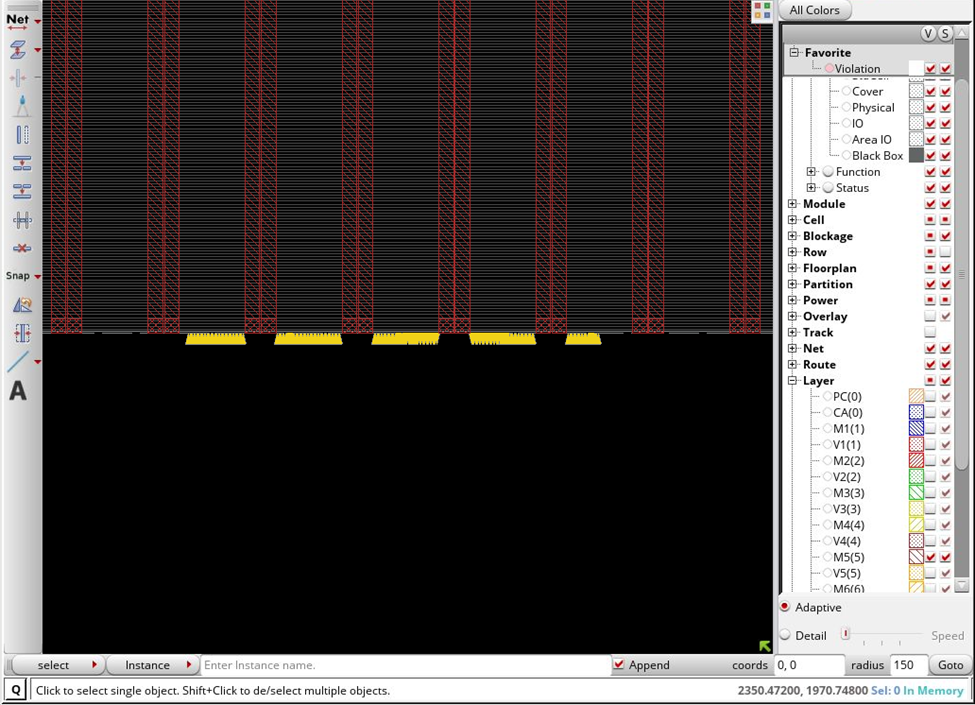 All Colors
Net
V S
Favorite
Violation
Cover
Physical
IO
Area IO
Black Box
Function
Status
Module
Cell
Blockage
Row
Floorplan
Partition
Power
Overlay
Track
Net
Route
Layer
PC(0)
CA(0)
M1(1)
V1(1)
M2(2)
V2(2)
M3(3)
V3(3)
M4(4)
V4(4)
M5(5)
V5(5)
M6(6)
Snap
A
Adaptive
Detail Speed
select Instance Enter Instance name. Append coords 0, 0 radius 150 Goto
Q Click to select single object. Shift+Click to de/select multiple objects. 2350.47200, 1970.74800 Sel: 0 In Memory